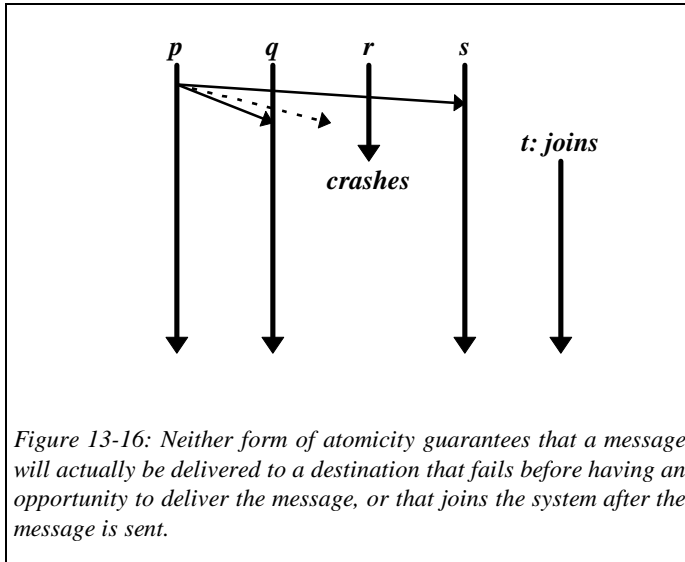 p q r s
t: joins
crashes
Figure 13-16: Neither form of atomicity guarantees that a message
will actually be delivered to a destination that fails before having an
opportunity to deliver the message, or that joins the system after the
message is sent.